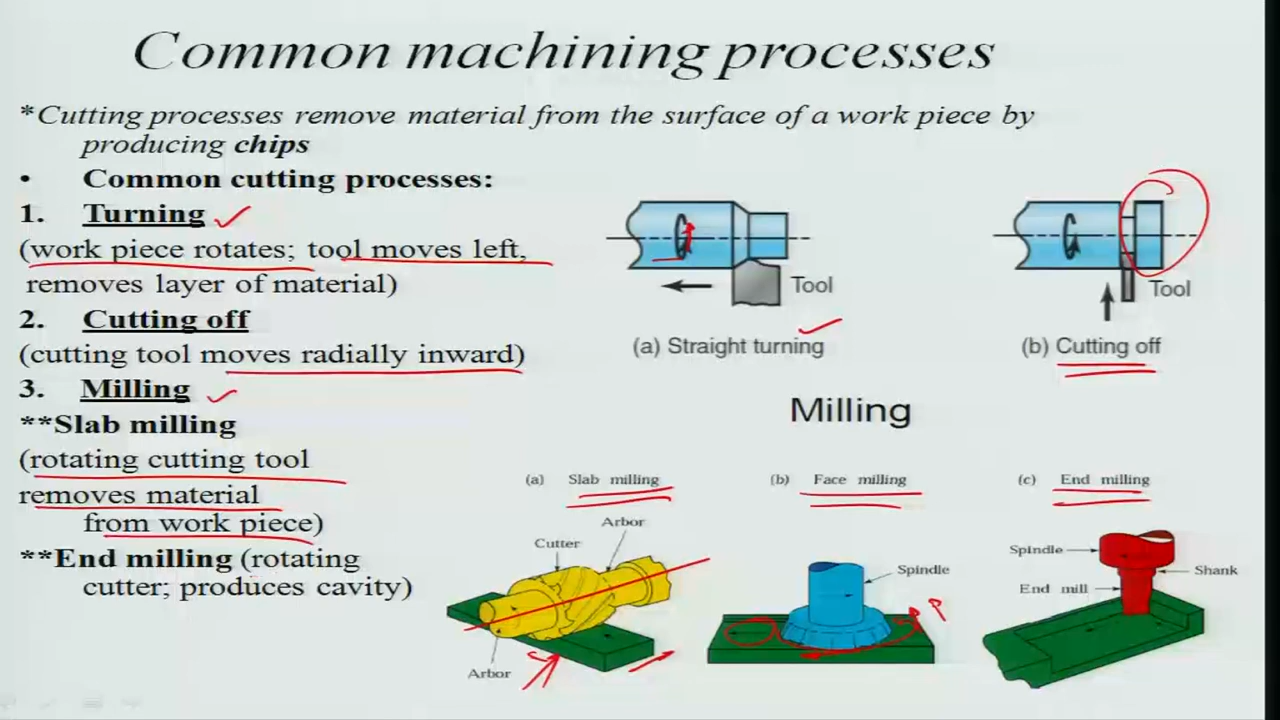 Common machining processes
*Cutting processes remove material from the surface of a work piece by
producing chips
• Common cutting processes:
1. Turning
(work piece rotates; tool moves left,
removes layer of material)
2. Cutting off
(cutting tool moves radially inward)
3. Milling
**Slab milling
(rotating cutting tool
removes material
from work piece)
**End milling (rotating
cutter; produces cavity)
Tool
(a) Straight turning
Tool
(b) Cutting off
Milling
(a) Slab milling
Cutter
Arbor
Arbor
(b) Face milling
Spindle
(c) End milling
Spindle
Shank
End mill